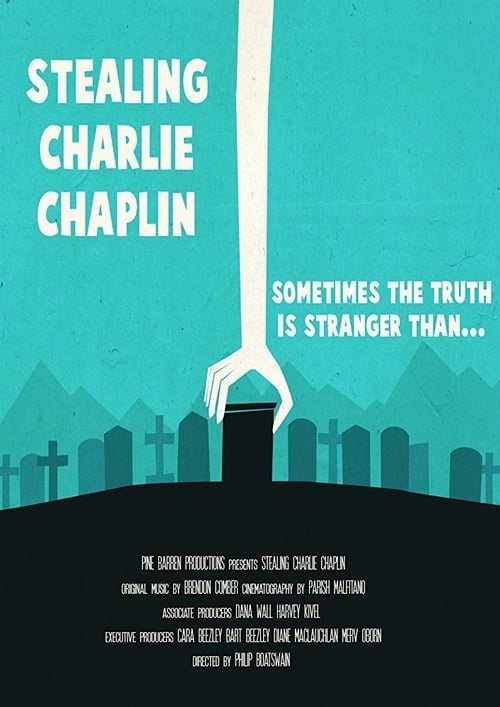 STEALING
CHARLIE
CHAPLIN
SOMETIMES THE TRUTH
IS STRANGER THAN...
PINE BARREN PRODUCTIONS PRESENTS STEALING CHARLIE CHAPLIN
ORIGINAL MUSIC BY BRENDON COMBER CINEMATOGRAPHY BY PARISH MALFITANO
ASSOCIATE PRODUCERS DANA WALL HARVEY KIVEL
EXECUTIVE PRODUCERS CARA BEEZLEY BART BEEZLEY DIANE MACLAUCHLAN MERV OBORN
DIRECTED BY PHILIP BOATSWAIN